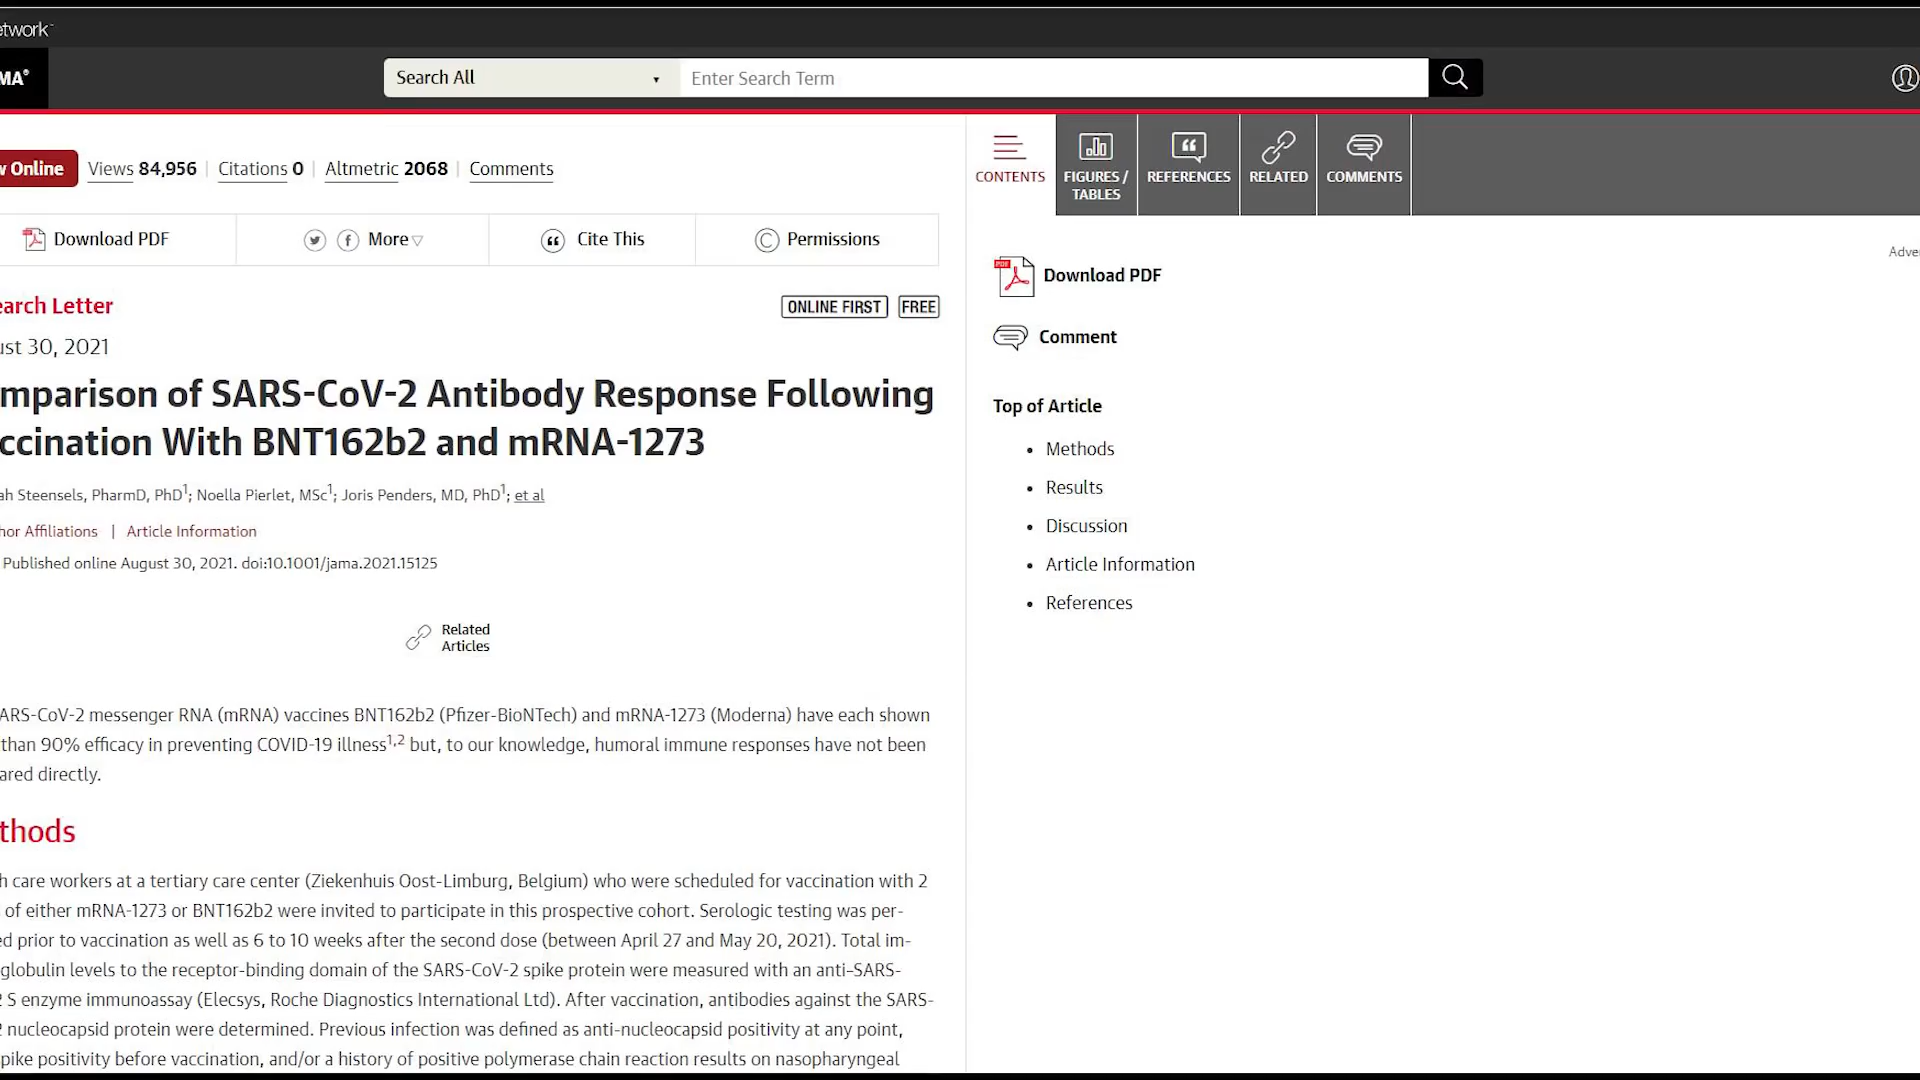 etwork
MA®
Search All
Enter Search Term
w Online
Views 84,956 | Citations 0 | Altmetric 2068 | Comments
Download PDF
More
Cite This
Permissions
earch Letter
ONLINE FIRST
FREE
ust 30, 2021
mparison of SARS-CoV-2 Antibody Response Following
ccination With BNT162b2 and mRNA-1273
ah Steensels, PharmD, PhD1; Noella Pierlet, MSc1; Joris Penders, MD, PhD1; et al
hor Affiliations | Article Information
Published online August 30, 2021. doi:10.1001/jama.2021.15125
Related
Articles
ARS-CoV-2 messenger RNA (mRNA) vaccines BNT162b2 (Pfizer-BioNTech) and mRNA-1273 (Moderna) have each shown
than 90% efficacy in preventing COVID-19 illness1,2 but, to our knowledge, humoral immune responses have not been
ared directly.
thods
h care workers at a tertiary care center (Ziekenhuis Oost-Limburg, Belgium) who were scheduled for vaccination with 2
of either mRNA-1273 or BNT162b2 were invited to participate in this prospective cohort. Serologic testing was per-
ed prior to vaccination as well as 6 to 10 weeks after the second dose (between April 27 and May 20, 2021). Total im-
globulin levels to the receptor-binding domain of the SARS-CoV-2 spike protein were measured with an anti–SARS-
2 S enzyme immunoassay (Elecsys, Roche Diagnostics International Ltd). After vaccination, antibodies against the SARS-
2 nucleocapsid protein were determined. Previous infection was defined as anti-nucleocapsid positivity at any point,
pike positivity before vaccination, and/or a history of positive polymerase chain reaction results on nasopharyngeal
CONTENTS
FIGURES /
TABLES
REFERENCES
RELATED
COMMENTS
Adve
PDF
Download PDF
Comment
Top of Article
• Methods
• Results
• Discussion
• Article Information
• References